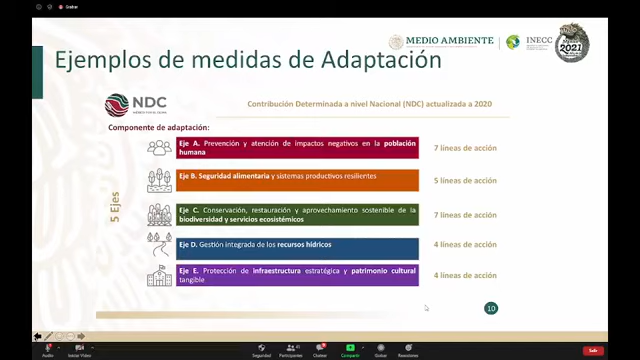 Grabar
MEDIO AMBIENTE
INECC
México
2021
Ejemplos de medidas de Adaptación
NDC
Contribución Determinada a nivel Nacional (NDC) actualizada a 2020
Componente de adaptación:
5 Ejes
Eje A. Prevención y atención de impactos negativos en la población
humana
7 líneas de acción
Eje B. Seguridad alimentaria y sistemas productivos resilientes
5 líneas de acción
Eje C. Conservación, restauración y aprovechamiento sostenible de la
biodiversidad y servicios ecosistémicos
7 líneas de acción
Eje D. Gestión integrada de los recursos hídricos
4 líneas de acción
Eje E. Protección de infraestructura estratégica y patrimonio cultural
tangible
4 líneas de acción
10
Audio
Iniciar Video
Seguridad
Participantes
Chatear
Compartir
Grabar
Reacciones
Salir